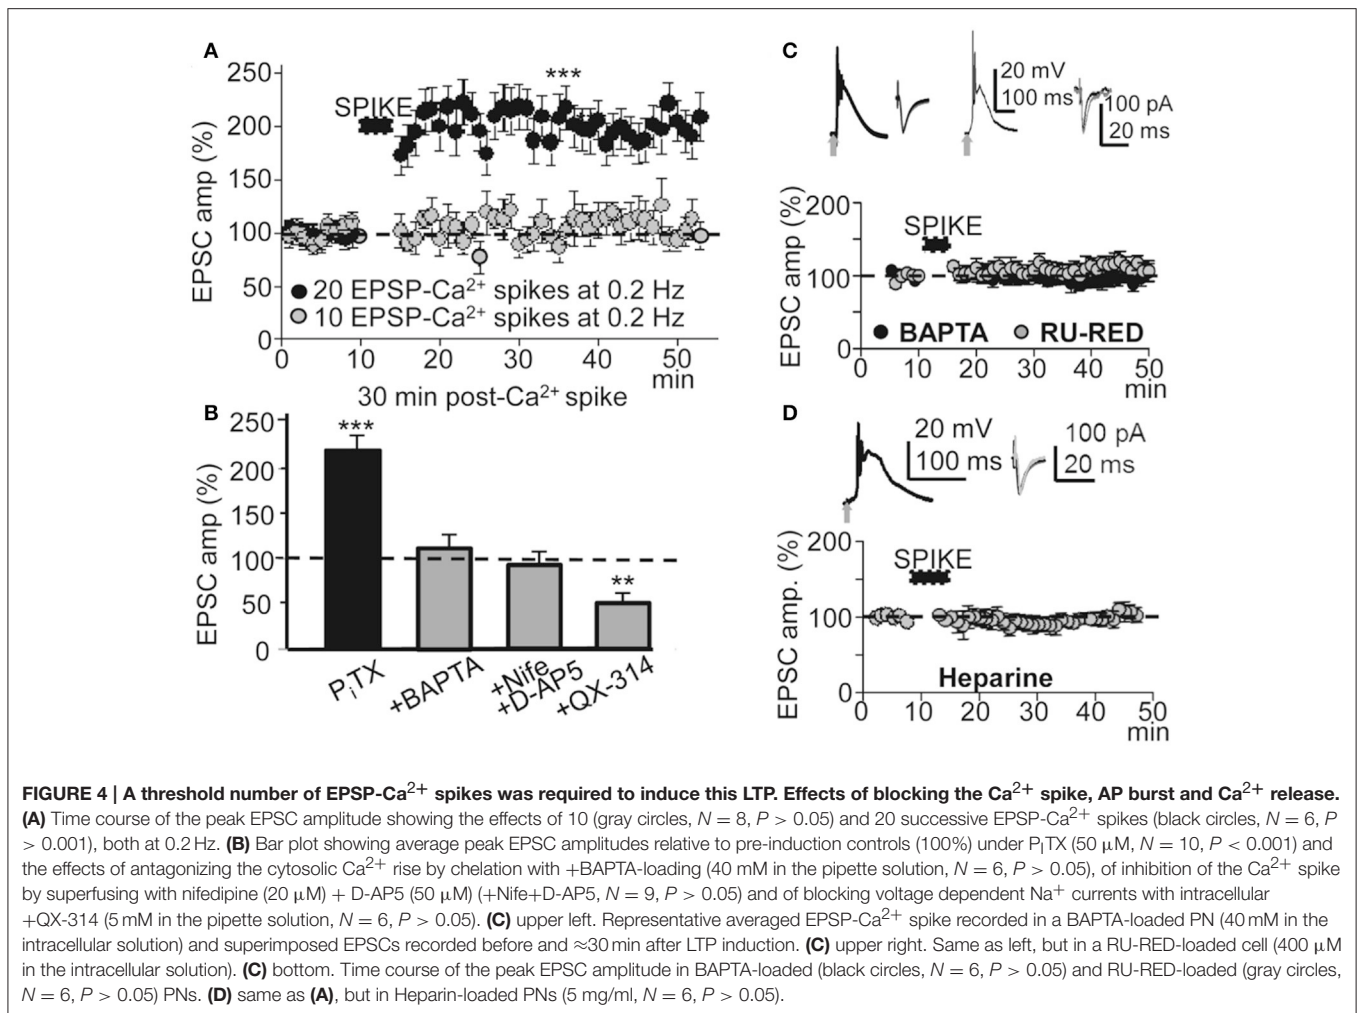 A
EPSC amp (%)
250
200
150
100
50
0
SPIKE
***
20 EPSP-Ca²⁺ spikes at 0.2 Hz
10 EPSP-Ca²⁺ spikes at 0.2 Hz
0 10 20 30 40 50
min
B
30 min post-Ca²⁺ spike
EPSC amp (%)
250
200
150
100
50
0
***
**
PᵢTX
+BAPTA
+Nife
+D-AP5
+QX-314
C
20 mV
100 ms
100 pA
20 ms
EPSC amp (%)
200
100
0
SPIKE
BAPTA RU-RED
0 10 20 30 40 50
min
D
20 mV
100 ms
100 pA
20 ms
EPSC amp. (%)
200
100
0
SPIKE
Heparine
0 10 20 30 40 50
min
FIGURE 4 | A threshold number of EPSP-Ca²⁺ spikes was required to induce this LTP. Effects of blocking the Ca²⁺ spike, AP burst and Ca²⁺ release.
(A) Time course of the peak EPSC amplitude showing the effects of 10 (gray circles, N = 8, P > 0.05) and 20 successive EPSP-Ca²⁺ spikes (black circles, N = 6, P
> 0.001), both at 0.2 Hz. (B) Bar plot showing average peak EPSC amplitudes relative to pre-induction controls (100%) under PᵢTX (50 μM, N = 10, P < 0.001) and
the effects of antagonizing the cytosolic Ca²⁺ rise by chelation with +BAPTA-loading (40 mM in the pipette solution, N = 6, P > 0.05), of inhibition of the Ca²⁺ spike
by superfusing with nifedipine (20 μM) + D-AP5 (50 μM) (+Nife+D-AP5, N = 9, P > 0.05) and of blocking voltage dependent Na⁺ currents with intracellular
+QX-314 (5 mM in the pipette solution, N = 6, P > 0.05). (C) upper left. Representative averaged EPSP-Ca²⁺ spike recorded in a BAPTA-loaded PN (40 mM in the
intracellular solution) and superimposed EPSCs recorded before and ≈30 min after LTP induction. (C) upper right. Same as left, but in a RU-RED-loaded cell (400 μM
in the intracellular solution). (C) bottom. Time course of the peak EPSC amplitude in BAPTA-loaded (black circles, N = 6, P > 0.05) and RU-RED-loaded (gray circles,
N = 6, P > 0.05) PNs. (D) same as (A), but in Heparin-loaded PNs (5 mg/ml, N = 6, P > 0.05).